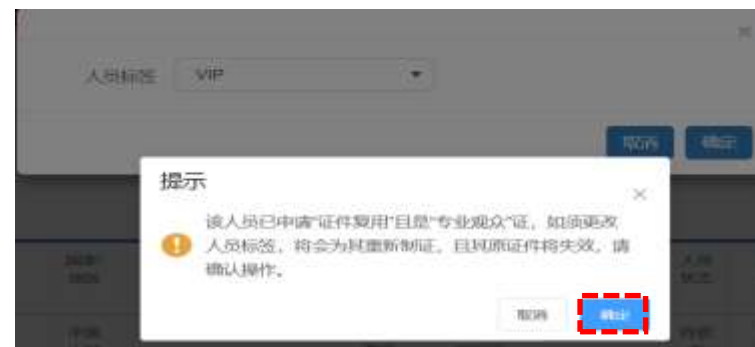 人员标签 VIP
取消 确定
提示
该人员已申请“证件复用”且是“专业观众”证，如须更改
人员标签，将会为其重新制证，且其原证件将失效，请
确认操作。
取消 确定